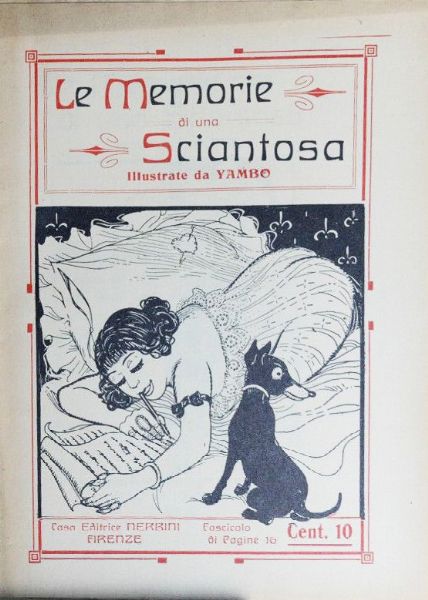 Le Memorie
di una
Sciantosa
Illustrate da YAMBO
Casa Editrice NERBINI
FIRENZE
Fascicolo
di Pagine 16
Cent. 10